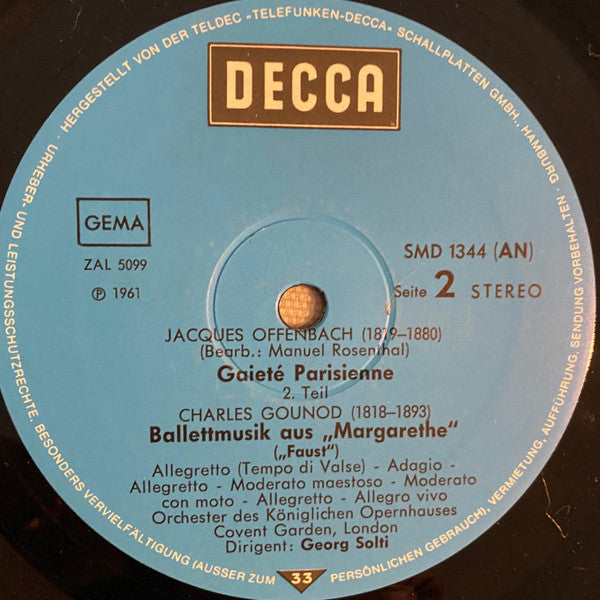 HERGESTELLT VON DER TELDEC »TELEFUNKEN-DECCA« SCHALLPLATTEN GMBH, HAMBURG ·
URHEBER- UND LEISTUNGSSCHUTZRECHTE, BESONDERS VERVIELFÄLTIGUNG (AUSSER ZUM PERSÖNLICHEN GEBRAUCH), VERMIETUNG, AUFFÜHRUNG, SENDUNG VORBEHALTEN
DECCA
GEMA
ZAL 5099
℗ 1961
SMD 1344 (AN)
Seite 2 STEREO
JACQUES OFFENBACH (1819–1880)
(Bearb.: Manuel Rosenthal)
Gaieté Parisienne
2. Teil
CHARLES GOUNOD (1818–1893)
Ballettmusik aus „Margarethe“
(„Faust“)
Allegretto (Tempo di Valse) - Adagio -
Allegretto - Moderato maestoso - Moderato
con moto - Allegretto - Allegro vivo
Orchester des Königlichen Opernhauses
Covent Garden, London
Dirigent: Georg Solti
33